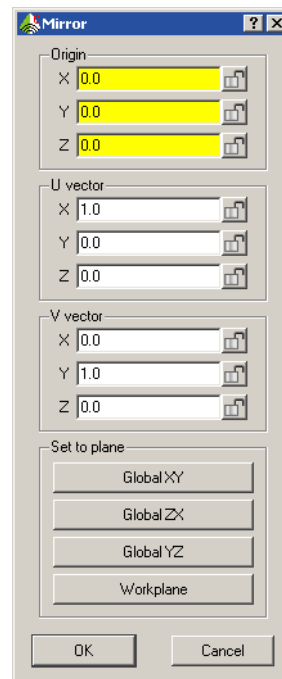 Mirror
Origin
X 0.0
Y 0.0
Z 0.0
U vector
X 1.0
Y 0.0
Z 0.0
V vector
X 0.0
Y 1.0
Z 0.0
Set to plane
Global XY
Global ZX
Global YZ
Workplane
OK Cancel